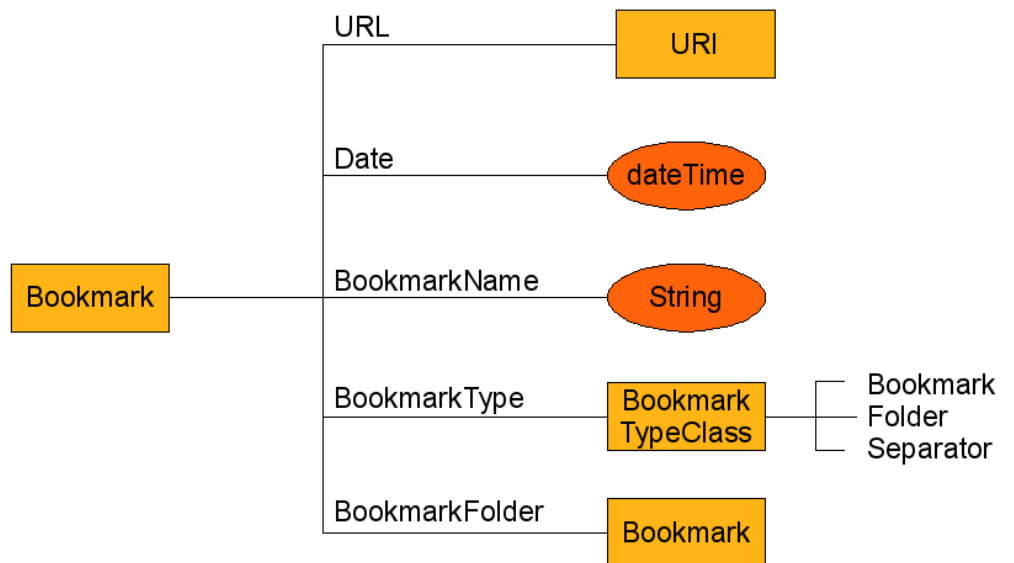 URL
URI
Date
dateTime
Bookmark
BookmarkName
String
BookmarkType
Bookmark
TypeClass
Bookmark
Folder
Separator
BookmarkFolder
Bookmark